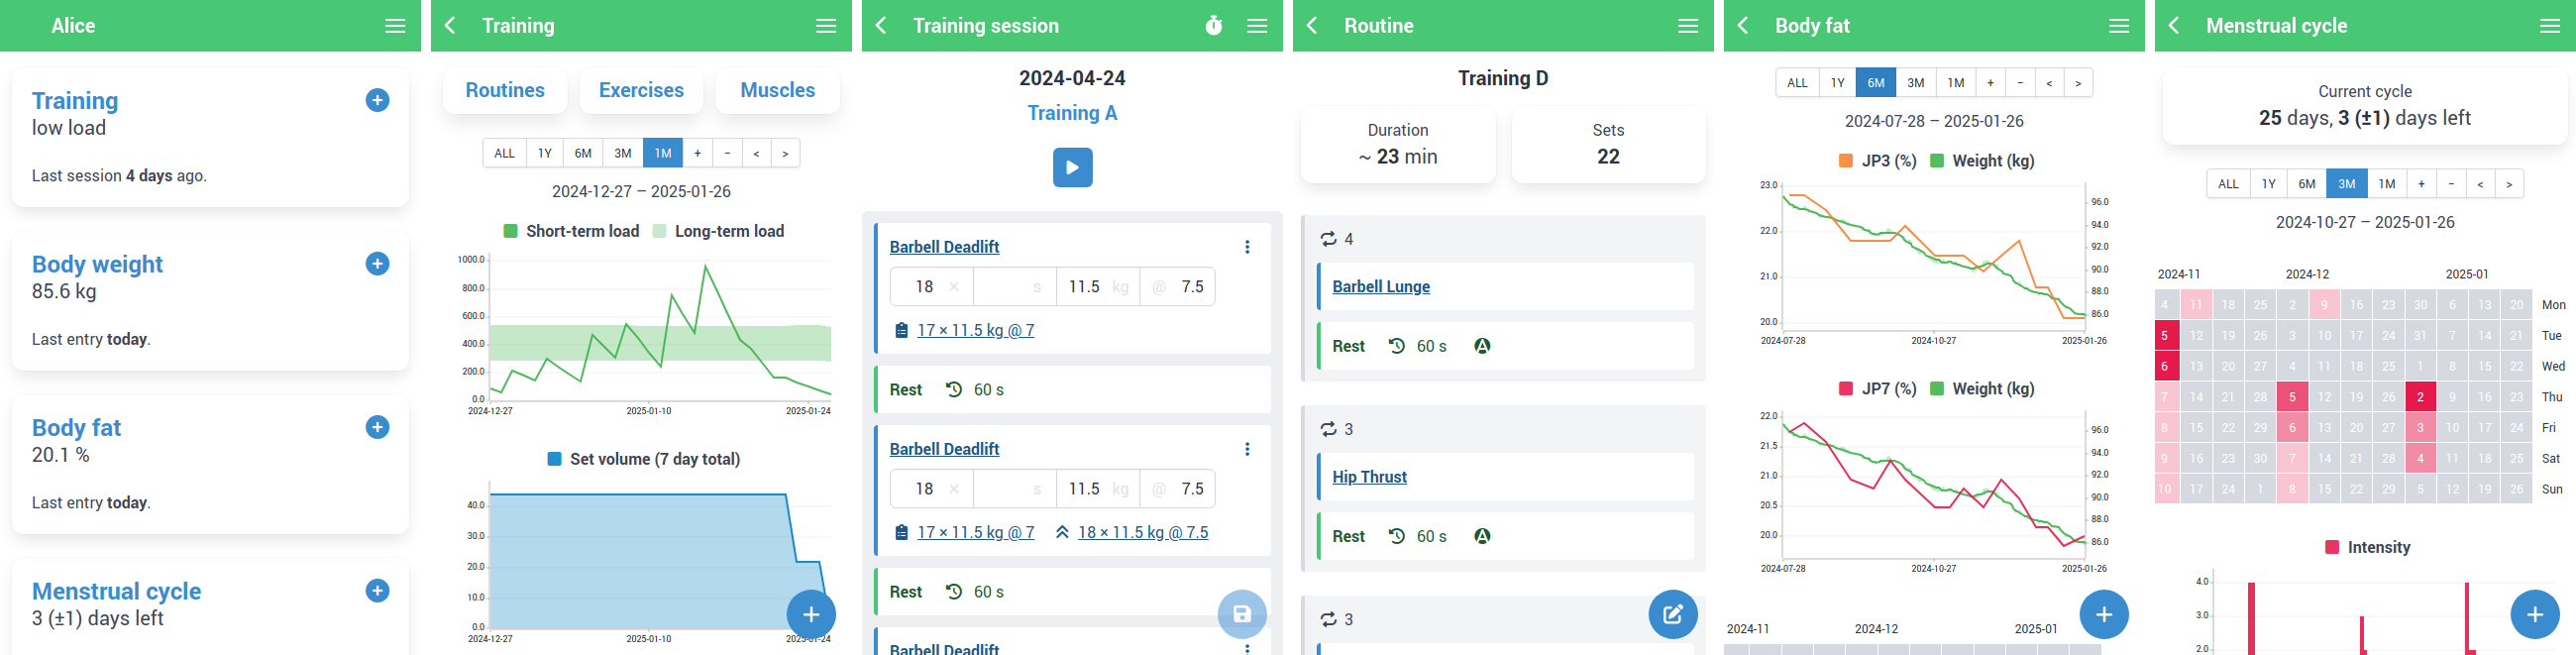 Alice
Training
low load
Last session 4 days ago.
Body weight
85.6 kg
Last entry today.
Body fat
20.1 %
Last entry today.
Menstrual cycle
3 (±1) days left
Training
Routines Exercises Muscles
ALL 1Y 6M 3M 1M + − < >
2024-12-27 – 2025-01-26
Short-term load Long-term load
1000.0
800.0
600.0
400.0
200.0
0.0
2024-12-27 2025-01-10 2025-01-24
Set volume (7 day total)
40.0
30.0
20.0
10.0
0.0
2024-12-27 2025-01-10 2025-01-24
Training session
2024-04-24
Training A
Barbell Deadlift
18 × s 11.5 kg @ 7.5
17 × 11.5 kg @ 7
Rest 60 s
Barbell Deadlift
18 × s 11.5 kg @ 7.5
17 × 11.5 kg @ 7 18 × 11.5 kg @ 7.5
Rest 60 s
Barbell Deadlift
Routine
Training D
Duration
~ 23 min
Sets
22
4
Barbell Lunge
Rest 60 s A
3
Hip Thrust
Rest 60 s A
3
Body fat
ALL 1Y 6M 3M 1M + − < >
2024-07-28 – 2025-01-26
JP3 (%) Weight (kg)
23.0
22.0
21.0
20.0
96.0
94.0
92.0
90.0
88.0
86.0
2024-07-28 2024-10-27 2025-01-26
JP7 (%) Weight (kg)
22.0
21.5
21.0
20.5
20.0
96.0
94.0
92.0
90.0
88.0
86.0
2024-07-28 2024-10-27 2025-01-26
2024-11 2024-12 2025-01
Menstrual cycle
Current cycle
25 days, 3 (±1) days left
ALL 1Y 6M 3M 1M + − < >
2024-10-27 – 2025-01-26
2024-11 2024-12 2025-01
4 11 18 25 2 9 16 23 30 6 13 20 Mon
5 12 19 26 3 10 17 24 31 7 14 21 Tue
6 13 20 27 4 11 18 25 1 8 15 22 Wed
7 14 21 28 5 12 19 26 2 9 16 23 Thu
8 15 22 29 6 13 20 27 3 10 17 24 Fri
9 16 23 30 7 14 21 28 4 11 18 25 Sat
10 17 24 1 8 15 22 29 5 12 19 26 Sun
Intensity
4.0
3.0
2.0